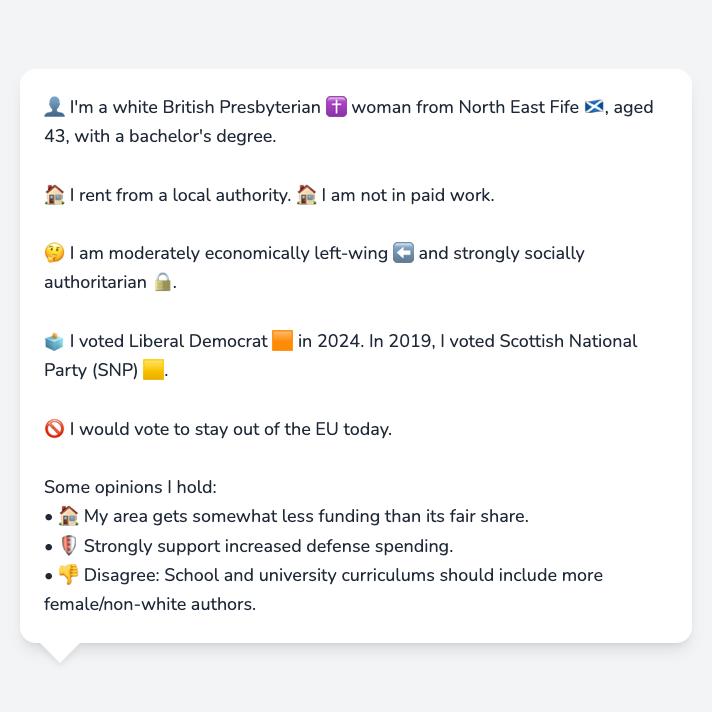 👤 I'm a white British Presbyterian ✝️ woman from North East Fife 🏴󠁧󠁢󠁳󠁣󠁴󠁿, aged
43, with a bachelor's degree.
🏠 I rent from a local authority. 🏠 I am not in paid work.
🤔 I am moderately economically left-wing ⬅️ and strongly socially
authoritarian 🔒.
🗳️ I voted Liberal Democrat 🟧 in 2024. In 2019, I voted Scottish National
Party (SNP) 🟨.
🚫 I would vote to stay out of the EU today.
Some opinions I hold:
• 🏠 My area gets somewhat less funding than its fair share.
• 🛡️ Strongly support increased defense spending.
• 👎 Disagree: School and university curriculums should include more
female/non-white authors.